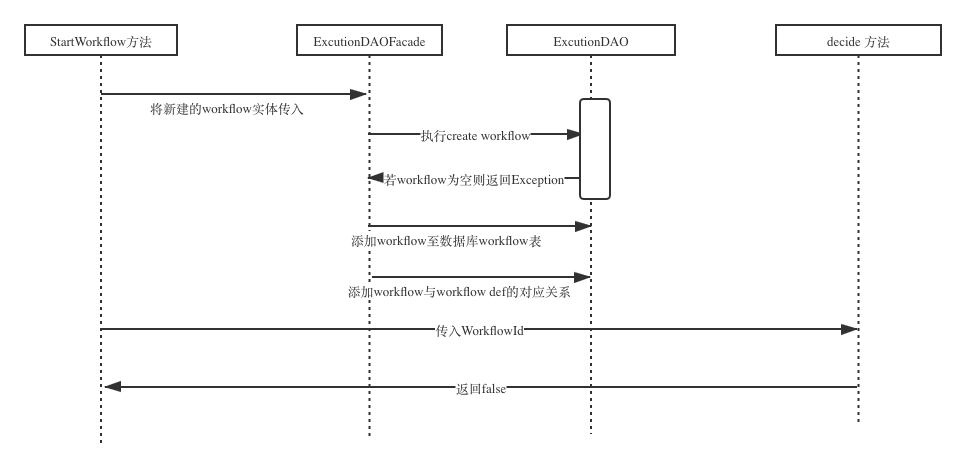 StartWorkflow方法
ExcutionDAOFacade
ExcutionDAO
decide 方法
将新建的workflow实体传入
执行create workflow
若workflow为空则返回Exception
添加workflow至数据库workflow表
添加workflow与workflow def的对应关系
传入WorkflowId
返回false